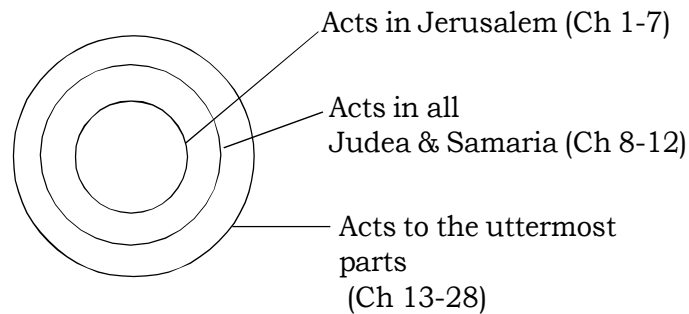 Acts in Jerusalem (Ch 1-7)
Acts in all
Judea & Samaria (Ch 8-12)
Acts to the uttermost
parts
(Ch 13-28)